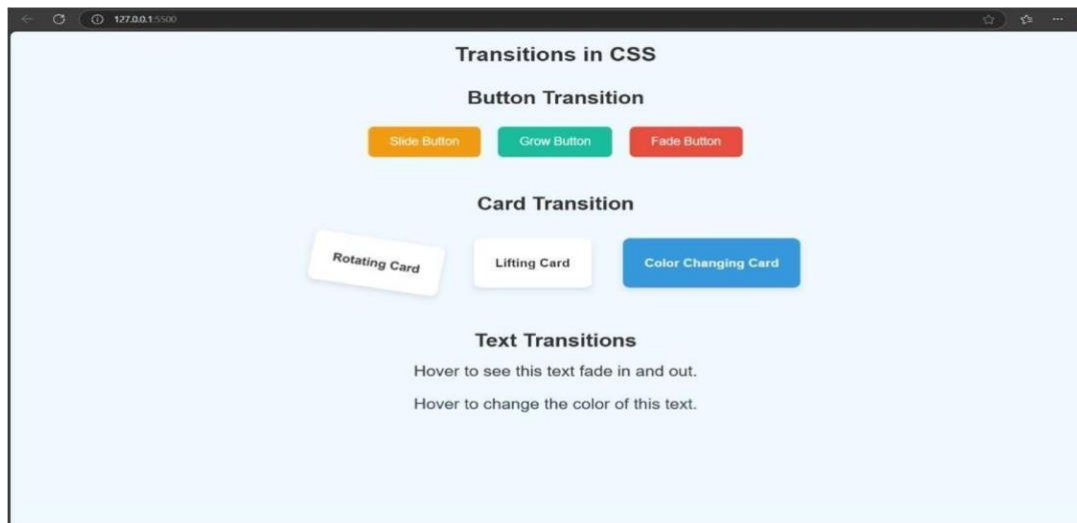 127.0.0.1:5500
Transitions in CSS
Button Transition
Slide Button Grow Button Fade Button
Card Transition
Rotating Card Lifting Card Color Changing Card
Text Transitions
Hover to see this text fade in and out.
Hover to change the color of this text.